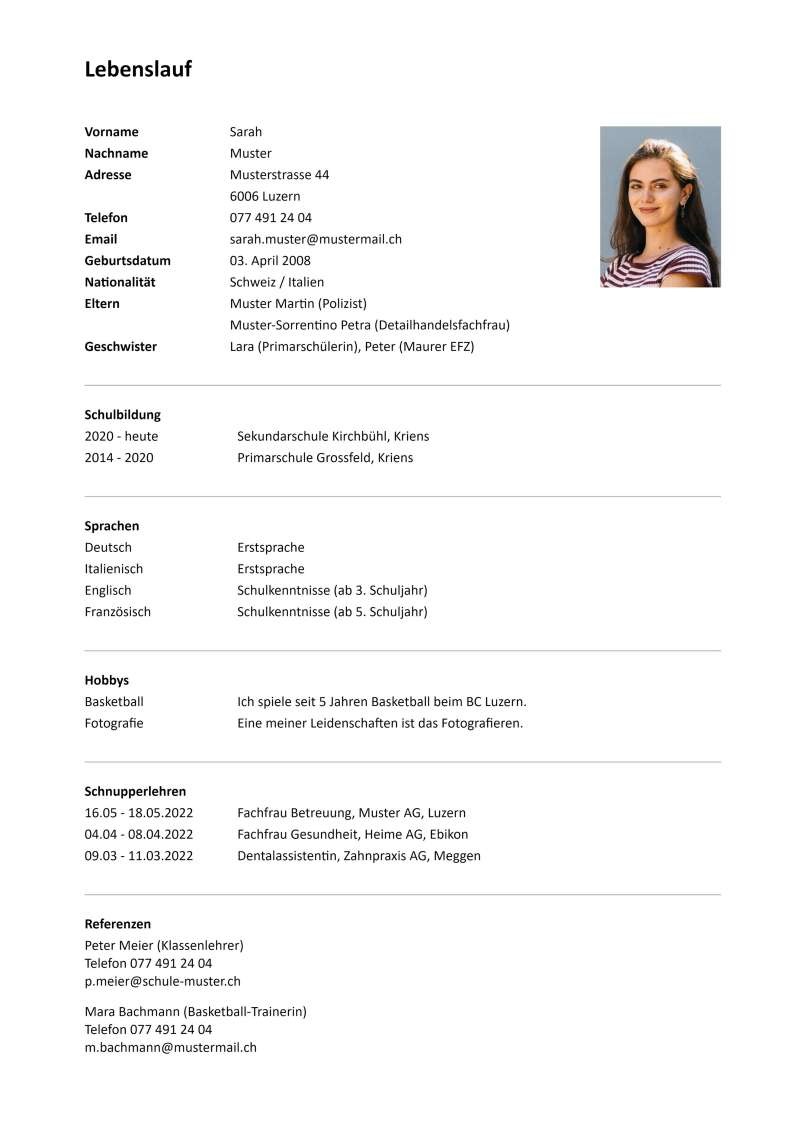 Lebenslauf
Vorname Sarah
Nachname Muster
Adresse Musterstrasse 44
6006 Luzern
Telefon 077 491 24 04
Email sarah.muster@mustermail.ch
Geburtsdatum 03. April 2008
Nationalität Schweiz / Italien
Eltern Muster Martin (Polizist)
Muster-Sorrentino Petra (Detailhandelsfachfrau)
Geschwister Lara (Primarschülerin), Peter (Maurer EFZ)
Schulbildung
2020 - heute Sekundarschule Kirchbühl, Kriens
2014 - 2020 Primarschule Grossfeld, Kriens
Sprachen
Deutsch Erstsprache
Italienisch Erstsprache
Englisch Schulkenntnisse (ab 3. Schuljahr)
Französisch Schulkenntnisse (ab 5. Schuljahr)
Hobbys
Basketball Ich spiele seit 5 Jahren Basketball beim BC Luzern.
Fotografie Eine meiner Leidenschaften ist das Fotografieren.
Schnupperlehren
16.05 - 18.05.2022 Fachfrau Betreuung, Muster AG, Luzern
04.04 - 08.04.2022 Fachfrau Gesundheit, Heime AG, Ebikon
09.03 - 11.03.2022 Dentalassistentin, Zahnpraxis AG, Meggen
Referenzen
Peter Meier (Klassenlehrer)
Telefon 077 491 24 04
p.meier@schule-muster.ch
Mara Bachmann (Basketball-Trainerin)
Telefon 077 491 24 04
m.bachmann@mustermail.ch